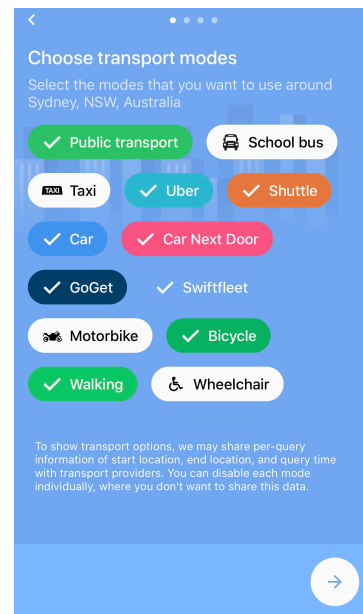 Choose transport modes
Select the modes that you want to use around
Sydney, NSW, Australia
Public transport
School bus
TAXI Taxi
Uber
Shuttle
Car
Car Next Door
GoGet
Swiftfleet
Motorbike
Bicycle
Walking
Wheelchair
To show transport options, we may share per-query
information of start location, end location, and query time
with transport providers. You can disable each mode
individually, where you don't want to share this data.